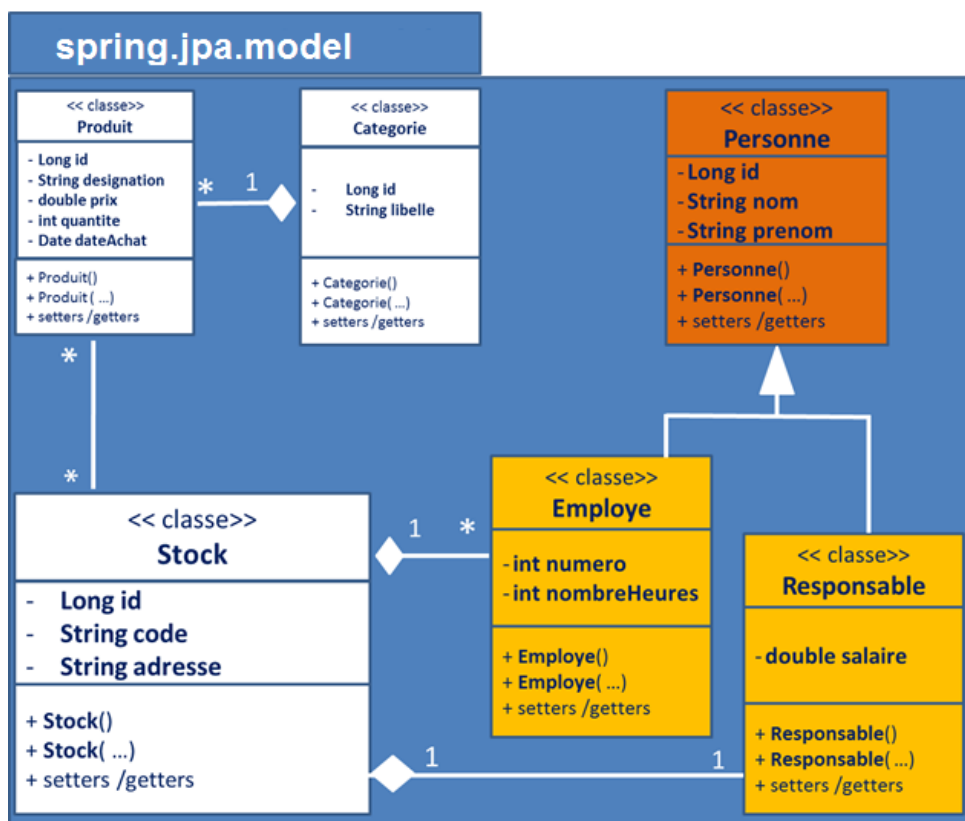 spring.jpa.model
<< classe>>
Produit
- Long id
- String designation
- double prix
- int quantite
- Date dateAchat
+ Produit()
+ Produit( ...)
+ setters /getters
* 1
<< classe>>
Categorie
- Long id
- String libelle
+ Categorie()
+ Categorie( ...)
+ setters /getters
<< classe>>
Personne
- Long id
- String nom
- String prenom
+ Personne()
+ Personne( ...)
+ setters /getters
*
*
<< classe>>
Stock
- Long id
- String code
- String adresse
+ Stock()
+ Stock( ...)
+ setters /getters
1 *
<< classe>>
Employe
- int numero
- int nombreHeures
+ Employe()
+ Employe( ...)
+ setters /getters
<< classe>>
Responsable
- double salaire
+ Responsable()
+ Responsable( ...)
+ setters /getters
1 1